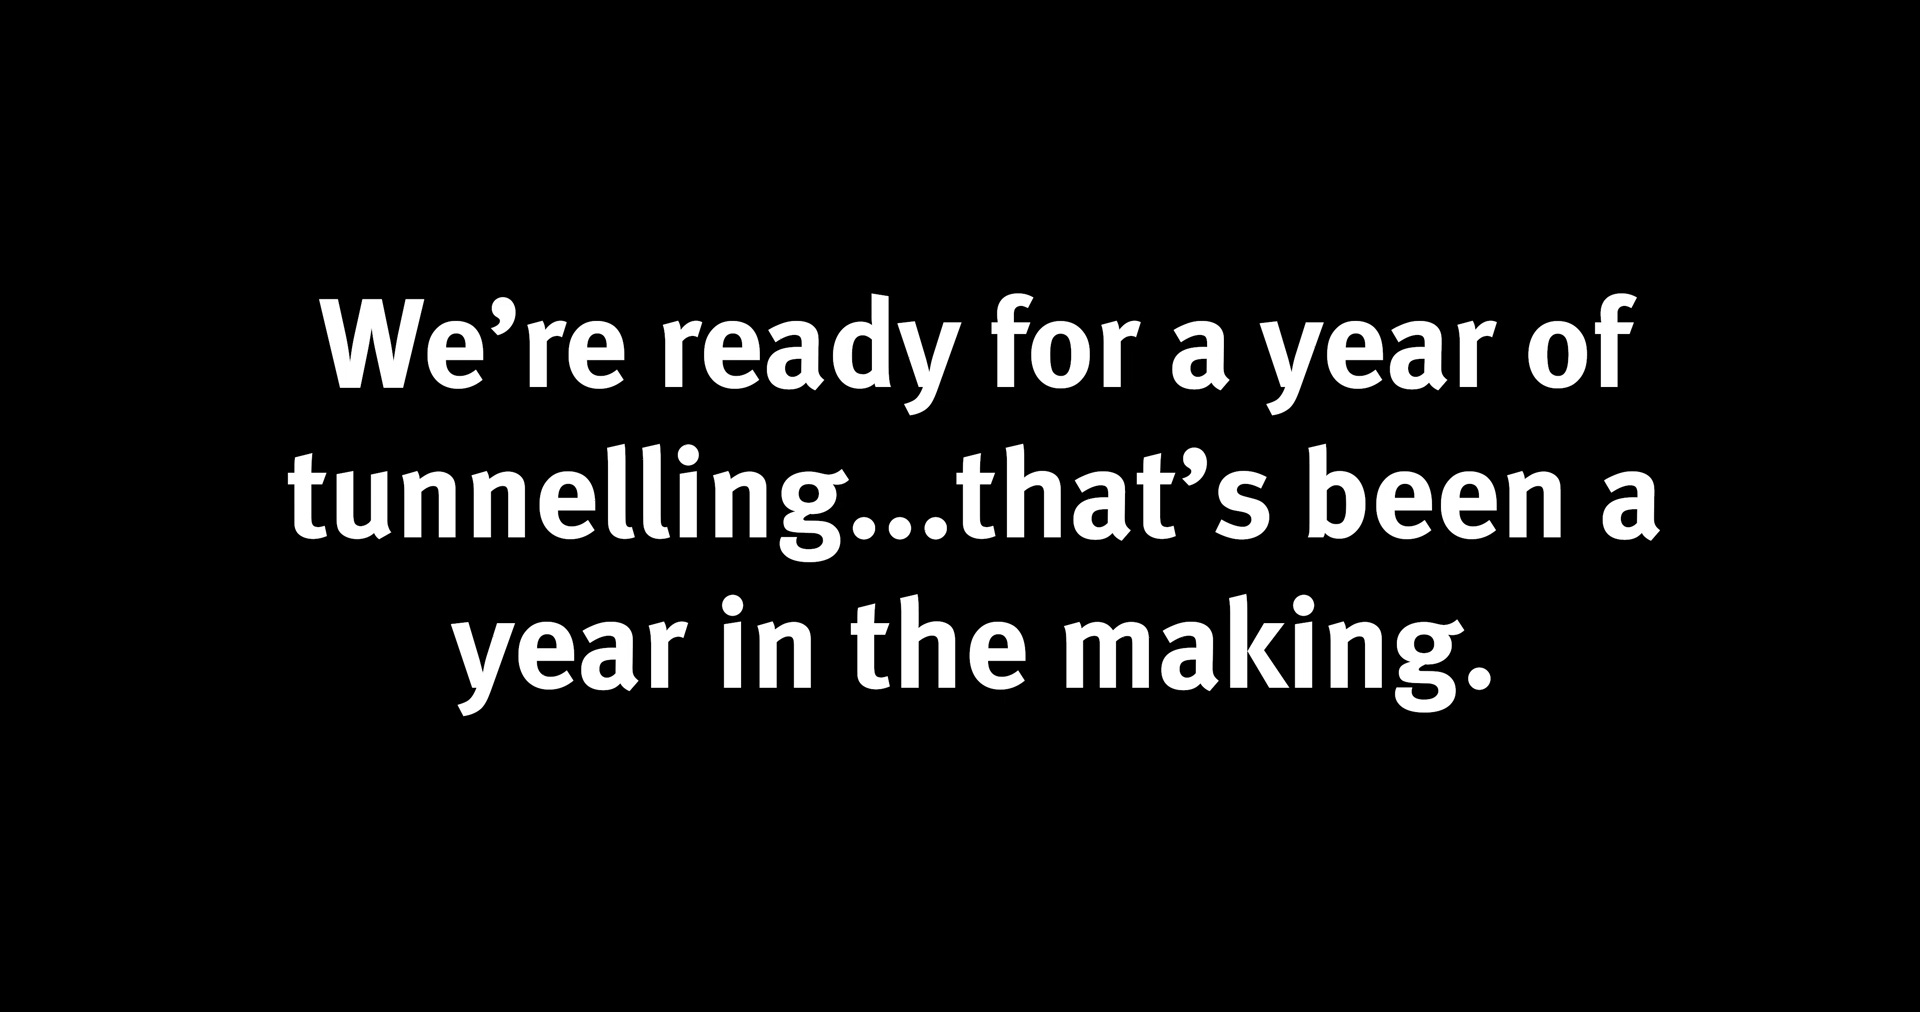 We’re ready for a year of
tunnelling...that’s been a
year in the making.